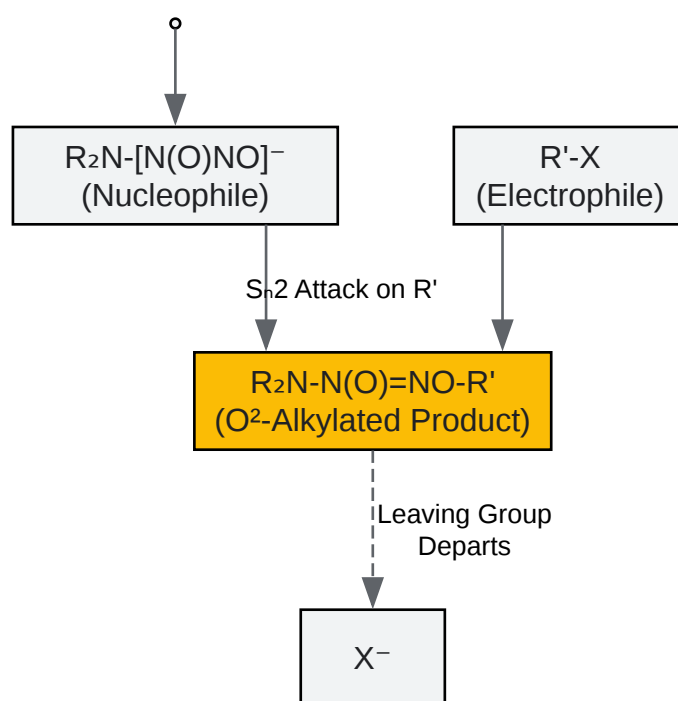 R₂N-[N(O)NO]⁻
(Nucleophile)
R'-X
(Electrophile)
Sₙ2 Attack on R'
R₂N-N(O)=NO-R'
(O²-Alkylated Product)
Leaving Group
Departs
X⁻